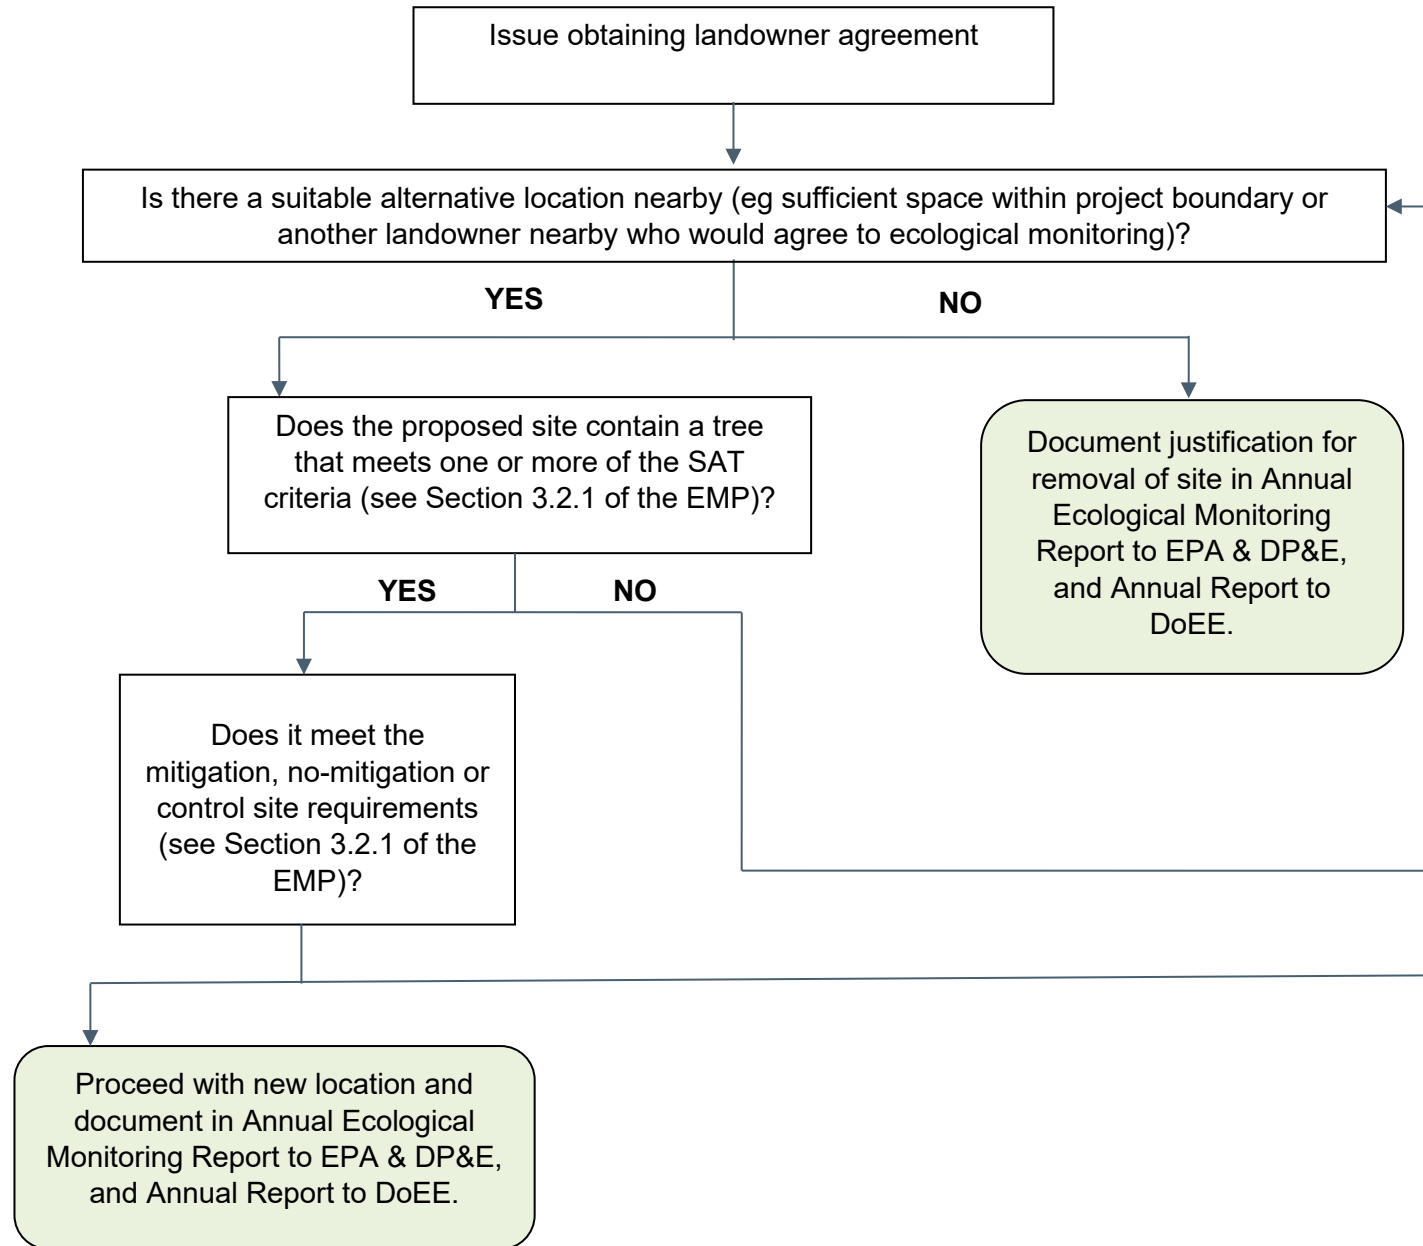 Issue obtaining landowner agreement
Is there a suitable alternative location nearby (eg sufficient space within project boundary or
another landowner nearby who would agree to ecological monitoring)?
YES
NO
Does the proposed site contain a tree
that meets one or more of the SAT
criteria (see Section 3.2.1 of the EMP)?
Document justification for
removal of site in Annual
Ecological Monitoring
Report to EPA & DP&E,
and Annual Report to
DoEE.
YES
NO
Does it meet the
mitigation, no-mitigation or
control site requirements
(see Section 3.2.1 of the
EMP)?
Proceed with new location and
document in Annual Ecological
Monitoring Report to EPA & DP&E,
and Annual Report to DoEE.